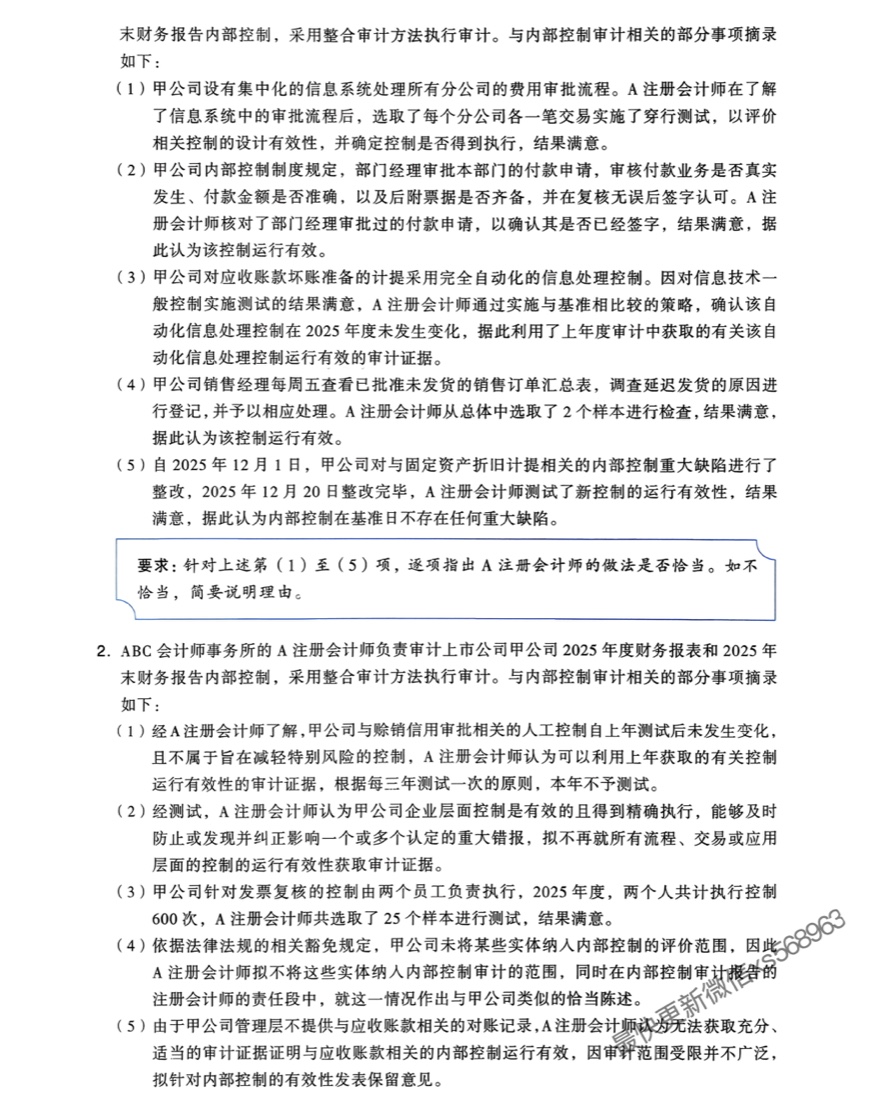 末财务报告内部控制，采用整合审计方法执行审计。与内部控制审计相关的部分事项摘录
如下：
（1）甲公司设有集中化的信息系统处理所有分公司的费用审批流程。A 注册会计师在了解
了信息系统中的审批流程后，选取了每个分公司各一笔交易实施了穿行测试，以评价
相关控制的设计有效性，并确定控制是否得到执行，结果满意。
（2）甲公司内部控制制度规定，部门经理审批本部门的付款申请，审核付款业务是否真实
发生、付款金额是否准确，以及后附票据是否齐备，并在复核无误后签字认可。A 注
册会计师核对了部门经理审批过的付款申请，以确认其是否已经签字，结果满意，据
此认为该控制运行有效。
（3）甲公司对应收账款坏账准备的计提采用完全自动化的信息处理控制。因对信息技术一
般控制实施测试的结果满意，A 注册会计师通过实施与基准相比较的策略，确认该自
动化信息处理控制在 2025 年度未发生变化，据此利用了上年度审计中获取的有关该自
动化信息处理控制运行有效的审计证据。
（4）甲公司销售经理每周五查看已批准未发货的销售订单汇总表，调查延迟发货的原因进
行登记，并予以相应处理。A 注册会计师从总体中选取了 2 个样本进行检查，结果满意，
据此认为该控制运行有效。
（5）自 2025 年 12 月 1 日，甲公司对与固定资产折旧计提相关的内部控制重大缺陷进行了
整改，2025 年 12 月 20 日整改完毕，A 注册会计师测试了新控制的运行有效性，结果
满意，据此认为内部控制在基准日不存在任何重大缺陷。
要求：针对上述第（1）至（5）项，逐项指出 A 注册会计师的做法是否恰当。如不
恰当，简要说明理由。
2. ABC 会计师事务所的 A 注册会计师负责审计上市公司甲公司 2025 年度财务报表和 2025 年
末财务报告内部控制，采用整合审计方法执行审计。与内部控制审计相关的部分事项摘录
如下：
（1）经A注册会计师了解，甲公司与赊销信用审批相关的人工控制自上年测试后未发生变化，
且不属于旨在减轻特别风险的控制，A 注册会计师认为可以利用上年获取的有关控制
运行有效性的审计证据，根据每三年测试一次的原则，本年不予测试。
（2）经测试，A 注册会计师认为甲公司企业层面控制是有效的且得到精确执行，能够及时
防止或发现并纠正影响一个或多个认定的重大错报，拟不再就所有流程、交易或应用
层面的控制的运行有效性获取审计证据。
（3）甲公司针对发票复核的控制由两个员工负责执行，2025 年度，两个人共计执行控制
600 次，A 注册会计师共选取了 25 个样本进行测试，结果满意。
（4）依据法律法规的相关豁免规定，甲公司未将某些实体纳入内部控制的评价范围，因此
A 注册会计师拟不将这些实体纳入内部控制审计的范围，同时在内部控制审计报告的
注册会计师的责任段中，就这一情况作出与甲公司类似的恰当陈述。
（5）由于甲公司管理层不提供与应收账款相关的对账记录，A注册会计师认为无法获取充分、
适当的审计证据证明与应收账款相关的内部控制运行有效，因审计范围受限并不广泛，
拟针对内部控制的有效性发表保留意见。
最快更新微信xs568963